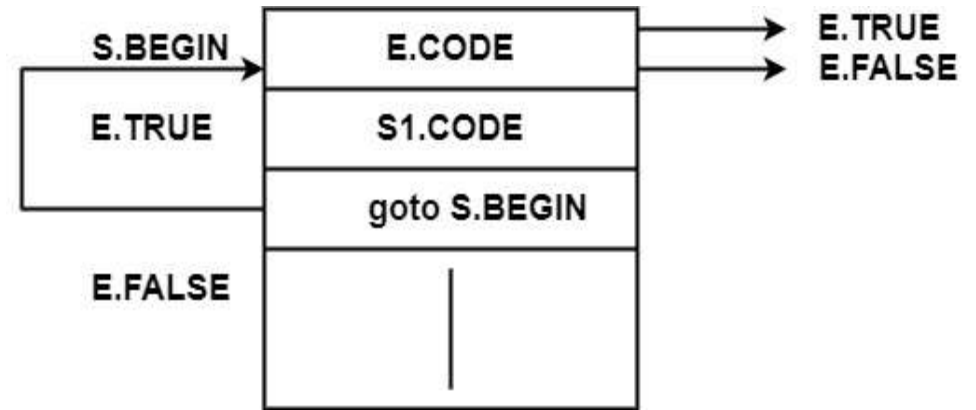 S.BEGIN
E.CODE
E.TRUE
E.FALSE
E.TRUE
S1.CODE
goto S.BEGIN
E.FALSE